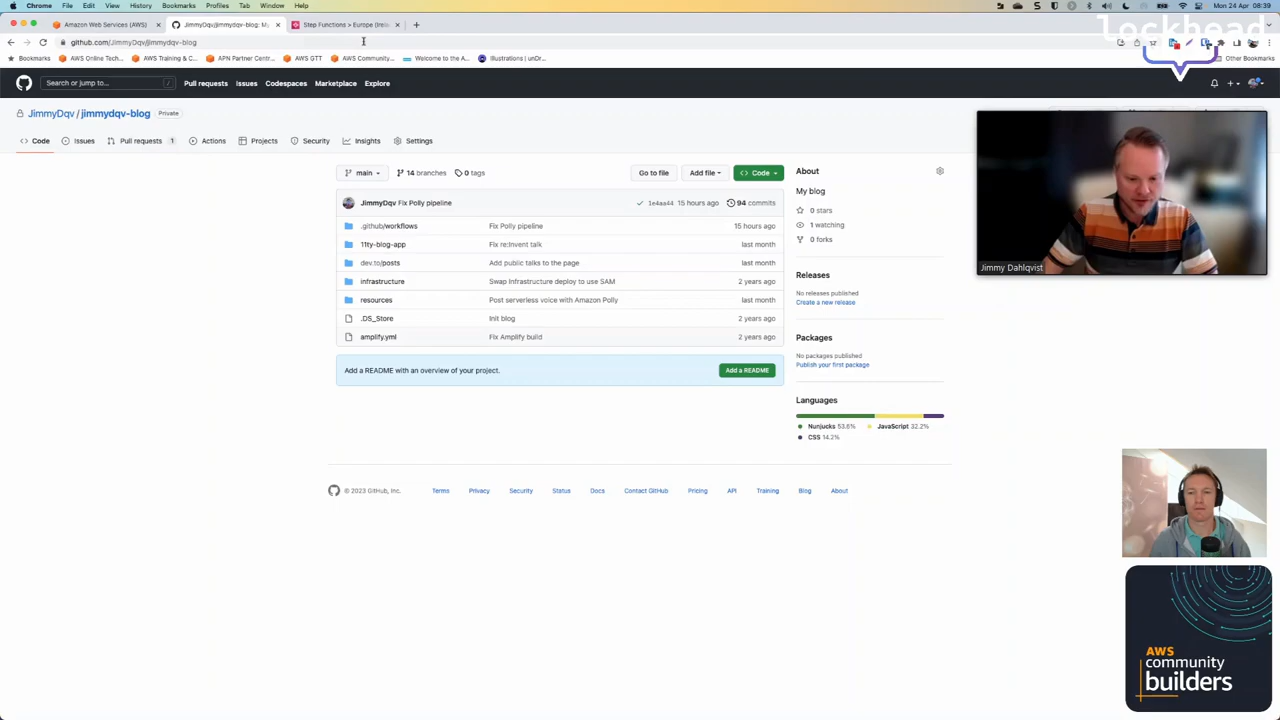 Chrome File Edit View History Bookmarks Profiles Tab Window Help Mon 24 Apr 08:39
Amazon Web Services (AWS) JimmyDqv/jimmydqv-blog: My Step Functions > Europe (Irela
github.com/JimmyDqv/jimmydqv-blog
Lockhead
Bookmarks AWS Online Tech... AWS Training & C... APN Partner Centr... AWS GTT AWS Community... Welcome to the A... Illustrations | unDr... Other Bookmarks
Search or jump to... / Pull requests Issues Codespaces Marketplace Explore
JimmyDqv / jimmydqv-blog Private
Code Issues Pull requests 1 Actions Projects Security Insights Settings
main 14 branches 0 tags Go to file Add file Code
JimmyDqv Fix Polly pipeline 1e4aa44 15 hours ago 94 commits
.github/workflows Fix Polly pipeline 15 hours ago
11ty-blog-app Fix re:Invent talk last month
dev.to/posts Add public talks to the page last month
infrastructure Swap Infrastructure deploy to use SAM 2 years ago
resources Post serverless voice with Amazon Polly last month
.DS_Store Init blog 2 years ago
amplify.yml Fix Amplify build 2 years ago
Add a README with an overview of your project. Add a README
About
My blog
0 stars
1 watching
0 forks
Releases
No releases published
Create a new release
Packages
No packages published
Publish your first package
Languages
Nunjucks 53.6% JavaScript 32.2%
CSS 14.2%
Jimmy Dahlqvist
© 2023 GitHub, Inc. Terms Privacy Security Status Docs Contact GitHub Pricing API Training Blog About
AWS
community
builders